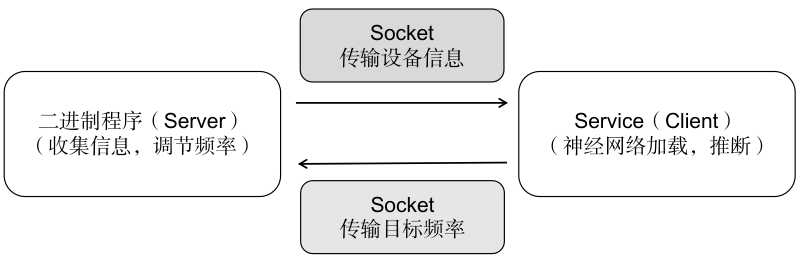 Socket
传输设备信息
二进制程序（Server）
（收集信息，调节频率）
Service（Client）
（神经网络加载，推断）
Socket
传输目标频率